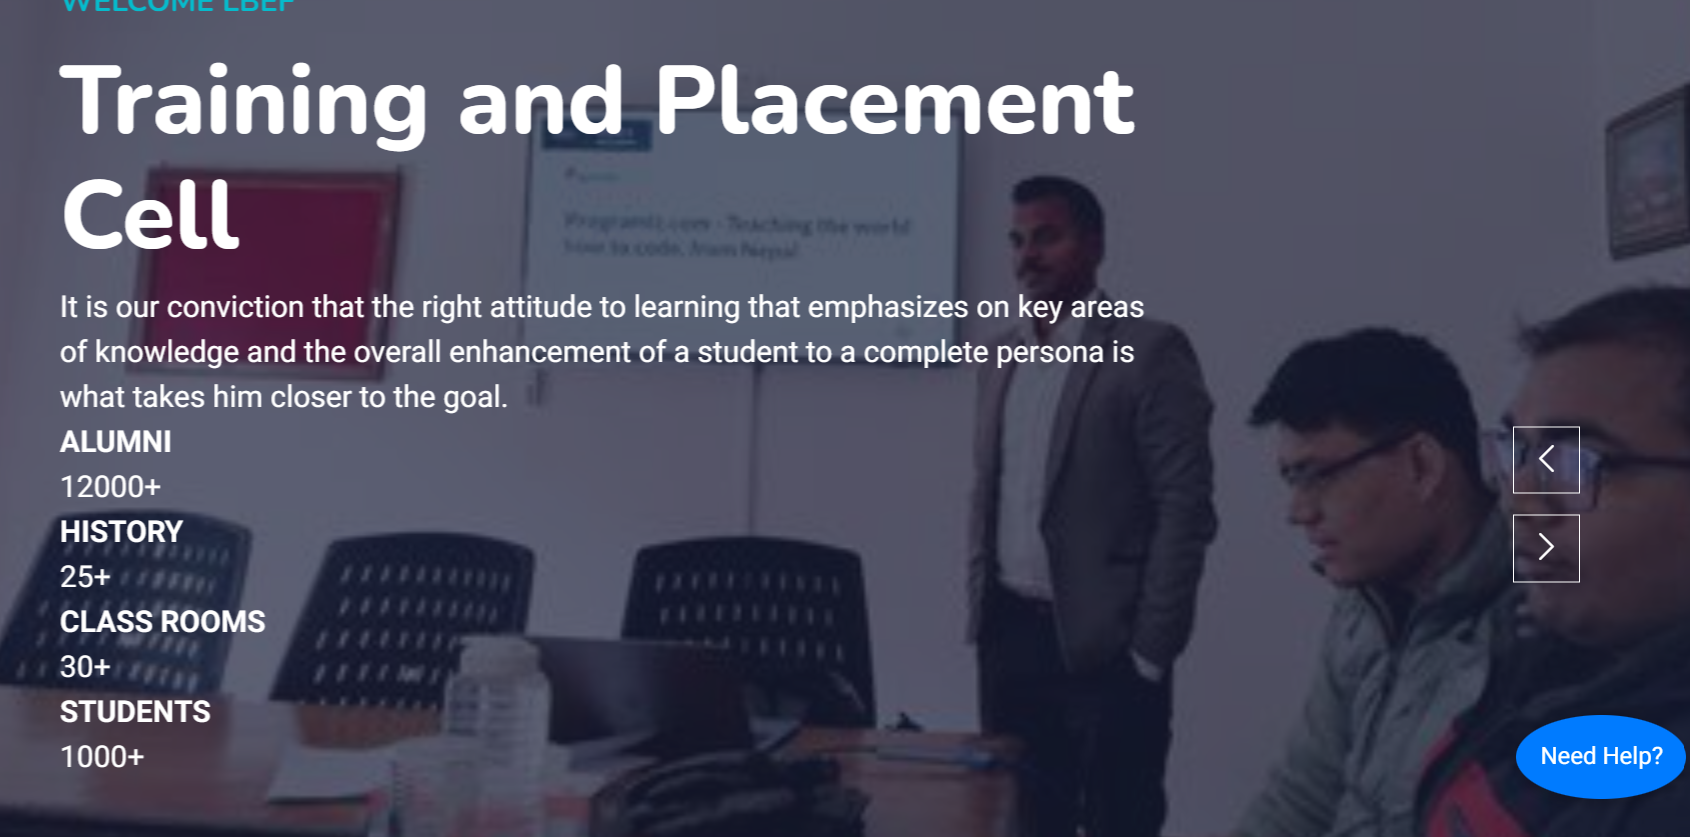 WELCOME LBEF
Training and Placement
Cell
Programiz.com - Teaching the world
how to code, from Nepal.
It is our conviction that the right attitude to learning that emphasizes on key areas
of knowledge and the overall enhancement of a student to a complete persona is
what takes him closer to the goal.
ALUMNI
12000+
HISTORY
25+
CLASS ROOMS
30+
STUDENTS
1000+
Need Help?